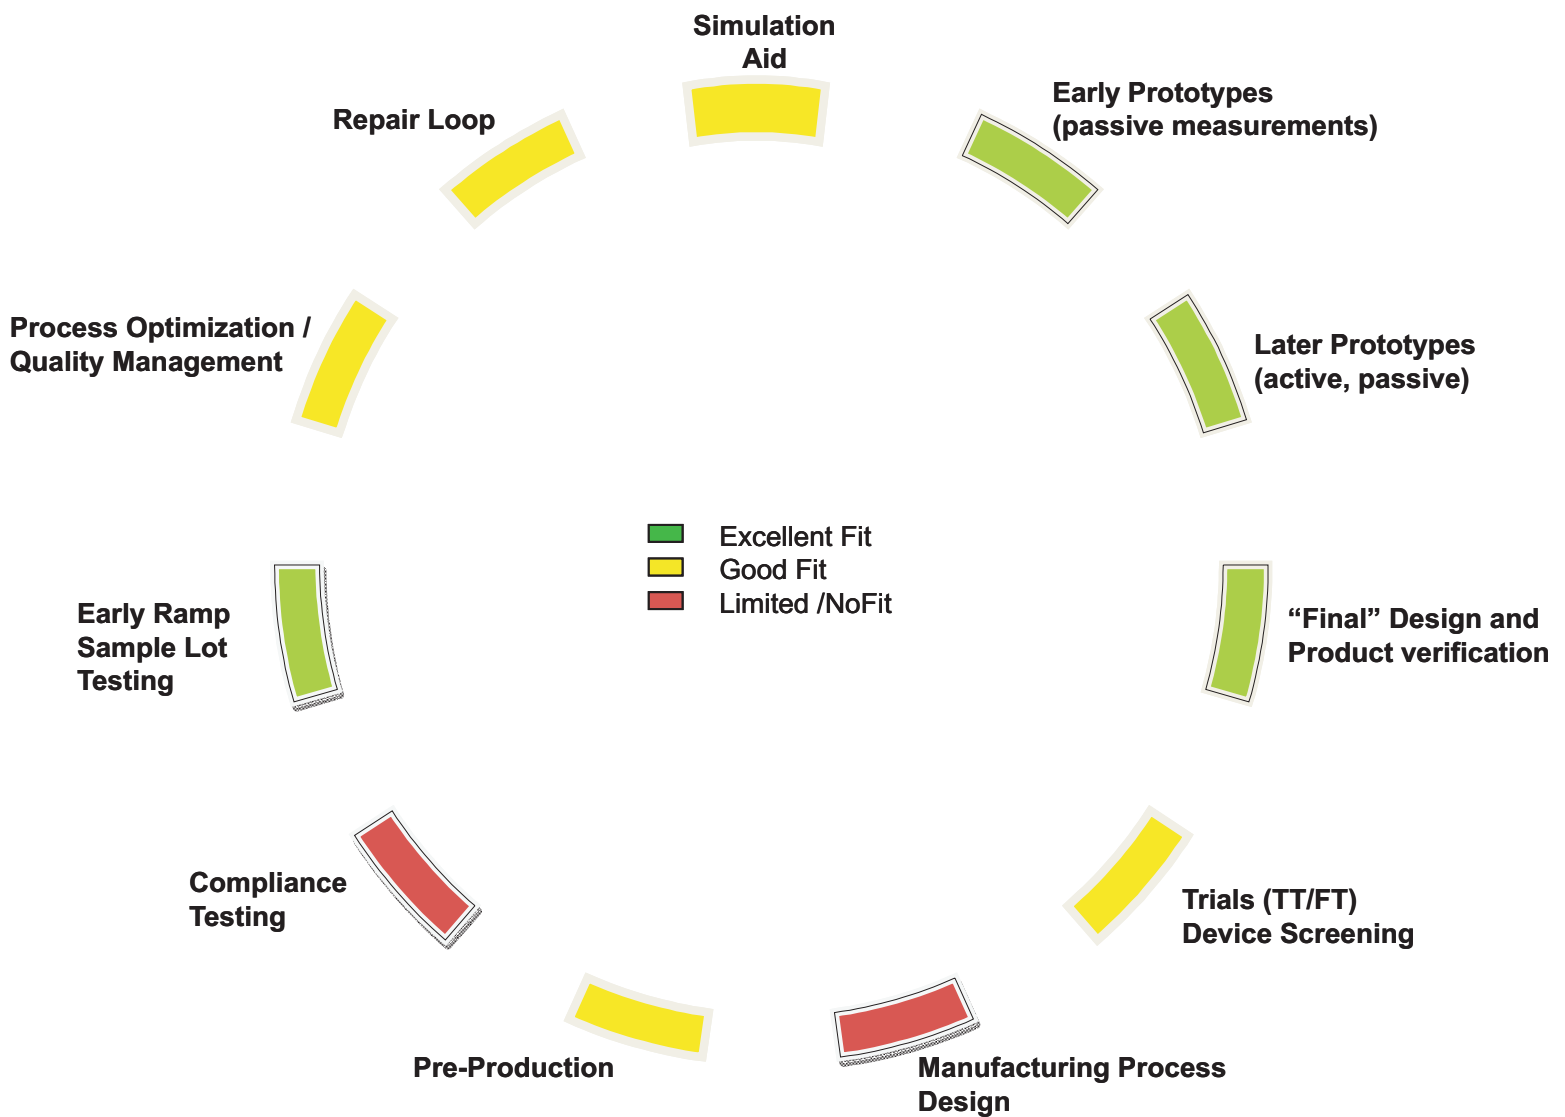 Simulation
Aid
Early Prototypes
(passive measurements)
Repair Loop
Later Prototypes
(active, passive)
Process Optimization /
Quality Management
Excellent Fit
Good Fit
Limited /NoFit
“Final” Design and
Product verification
Early Ramp
Sample Lot
Testing
Trials (TT/FT)
Device Screening
Compliance
Testing
Manufacturing Process
Design
Pre-Production